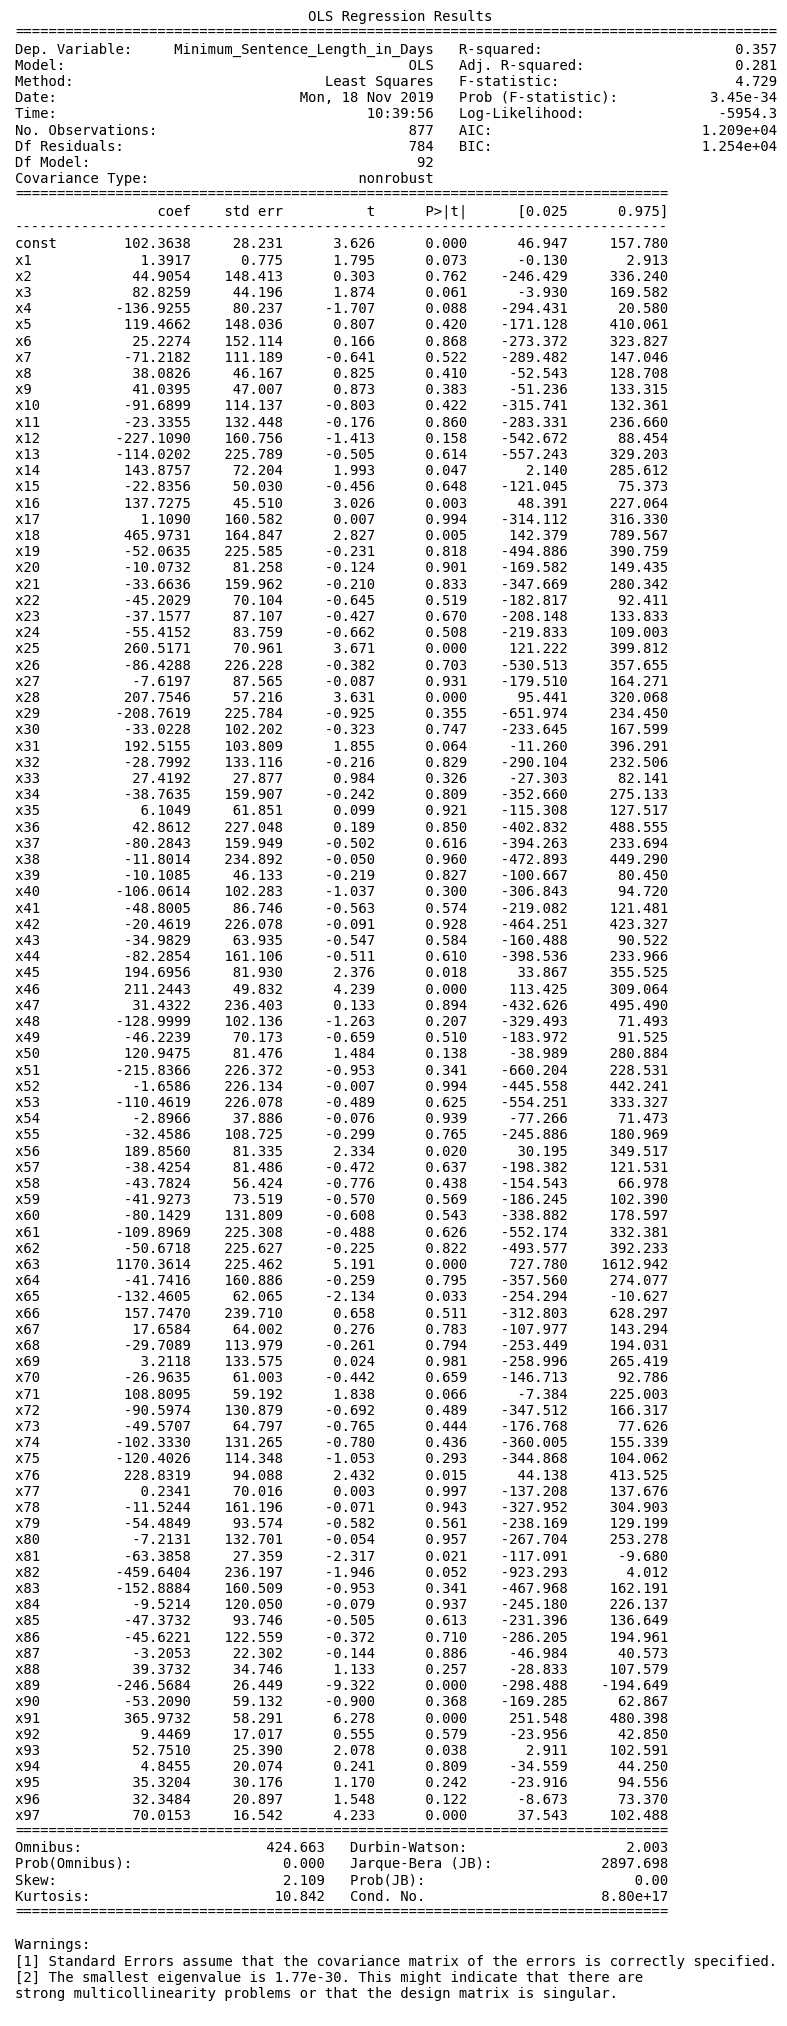 OLS Regression Results
==========================================================================================
Dep. Variable: Minimum_Sentence_Length_in_Days R-squared: 0.357
Model: OLS Adj. R-squared: 0.281
Method: Least Squares F-statistic: 4.729
Date: Mon, 18 Nov 2019 Prob (F-statistic): 3.45e-34
Time: 10:39:56 Log-Likelihood: -5954.3
No. Observations: 877 AIC: 1.209e+04
Df Residuals: 784 BIC: 1.254e+04
Df Model: 92
Covariance Type: nonrobust
==============================================================================
coef std err t P>|t| [0.025 0.975]
------------------------------------------------------------------------------
const 102.3638 28.231 3.626 0.000 46.947 157.780
x1 1.3917 0.775 1.795 0.073 -0.130 2.913
x2 44.9054 148.413 0.303 0.762 -246.429 336.240
x3 82.8259 44.196 1.874 0.061 -3.930 169.582
x4 -136.9255 80.237 -1.707 0.088 -294.431 20.580
x5 119.4662 148.036 0.807 0.420 -171.128 410.061
x6 25.2274 152.114 0.166 0.868 -273.372 323.827
x7 -71.2182 111.189 -0.641 0.522 -289.482 147.046
x8 38.0826 46.167 0.825 0.410 -52.543 128.708
x9 41.0395 47.007 0.873 0.383 -51.236 133.315
x10 -91.6899 114.137 -0.803 0.422 -315.741 132.361
x11 -23.3355 132.448 -0.176 0.860 -283.331 236.660
x12 -227.1090 160.756 -1.413 0.158 -542.672 88.454
x13 -114.0202 225.789 -0.505 0.614 -557.243 329.203
x14 143.8757 72.204 1.993 0.047 2.140 285.612
x15 -22.8356 50.030 -0.456 0.648 -121.045 75.373
x16 137.7275 45.510 3.026 0.003 48.391 227.064
x17 1.1090 160.582 0.007 0.994 -314.112 316.330
x18 465.9731 164.847 2.827 0.005 142.379 789.567
x19 -52.0635 225.585 -0.231 0.818 -494.886 390.759
x20 -10.0732 81.258 -0.124 0.901 -169.582 149.435
x21 -33.6636 159.962 -0.210 0.833 -347.669 280.342
x22 -45.2029 70.104 -0.645 0.519 -182.817 92.411
x23 -37.1577 87.107 -0.427 0.670 -208.148 133.833
x24 -55.4152 83.759 -0.662 0.508 -219.833 109.003
x25 260.5171 70.961 3.671 0.000 121.222 399.812
x26 -86.4288 226.228 -0.382 0.703 -530.513 357.655
x27 -7.6197 87.565 -0.087 0.931 -179.510 164.271
x28 207.7546 57.216 3.631 0.000 95.441 320.068
x29 -208.7619 225.784 -0.925 0.355 -651.974 234.450
x30 -33.0228 102.202 -0.323 0.747 -233.645 167.599
x31 192.5155 103.809 1.855 0.064 -11.260 396.291
x32 -28.7992 133.116 -0.216 0.829 -290.104 232.506
x33 27.4192 27.877 0.984 0.326 -27.303 82.141
x34 -38.7635 159.907 -0.242 0.809 -352.660 275.133
x35 6.1049 61.851 0.099 0.921 -115.308 127.517
x36 42.8612 227.048 0.189 0.850 -402.832 488.555
x37 -80.2843 159.949 -0.502 0.616 -394.263 233.694
x38 -11.8014 234.892 -0.050 0.960 -472.893 449.290
x39 -10.1085 46.133 -0.219 0.827 -100.667 80.450
x40 -106.0614 102.283 -1.037 0.300 -306.843 94.720
x41 -48.8005 86.746 -0.563 0.574 -219.082 121.481
x42 -20.4619 226.078 -0.091 0.928 -464.251 423.327
x43 -34.9829 63.935 -0.547 0.584 -160.488 90.522
x44 -82.2854 161.106 -0.511 0.610 -398.536 233.966
x45 194.6956 81.930 2.376 0.018 33.867 355.525
x46 211.2443 49.832 4.239 0.000 113.425 309.064
x47 31.4322 236.403 0.133 0.894 -432.626 495.490
x48 -128.9999 102.136 -1.263 0.207 -329.493 71.493
x49 -46.2239 70.173 -0.659 0.510 -183.972 91.525
x50 120.9475 81.476 1.484 0.138 -38.989 280.884
x51 -215.8366 226.372 -0.953 0.341 -660.204 228.531
x52 -1.6586 226.134 -0.007 0.994 -445.558 442.241
x53 -110.4619 226.078 -0.489 0.625 -554.251 333.327
x54 -2.8966 37.886 -0.076 0.939 -77.266 71.473
x55 -32.4586 108.725 -0.299 0.765 -245.886 180.969
x56 189.8560 81.335 2.334 0.020 30.195 349.517
x57 -38.4254 81.486 -0.472 0.637 -198.382 121.531
x58 -43.7824 56.424 -0.776 0.438 -154.543 66.978
x59 -41.9273 73.519 -0.570 0.569 -186.245 102.390
x60 -80.1429 131.809 -0.608 0.543 -338.882 178.597
x61 -109.8969 225.308 -0.488 0.626 -552.174 332.381
x62 -50.6718 225.627 -0.225 0.822 -493.577 392.233
x63 1170.3614 225.462 5.191 0.000 727.780 1612.942
x64 -41.7416 160.886 -0.259 0.795 -357.560 274.077
x65 -132.4605 62.065 -2.134 0.033 -254.294 -10.627
x66 157.7470 239.710 0.658 0.511 -312.803 628.297
x67 17.6584 64.002 0.276 0.783 -107.977 143.294
x68 -29.7089 113.979 -0.261 0.794 -253.449 194.031
x69 3.2118 133.575 0.024 0.981 -258.996 265.419
x70 -26.9635 61.003 -0.442 0.659 -146.713 92.786
x71 108.8095 59.192 1.838 0.066 -7.384 225.003
x72 -90.5974 130.879 -0.692 0.489 -347.512 166.317
x73 -49.5707 64.797 -0.765 0.444 -176.768 77.626
x74 -102.3330 131.265 -0.780 0.436 -360.005 155.339
x75 -120.4026 114.348 -1.053 0.293 -344.868 104.062
x76 228.8319 94.088 2.432 0.015 44.138 413.525
x77 0.2341 70.016 0.003 0.997 -137.208 137.676
x78 -11.5244 161.196 -0.071 0.943 -327.952 304.903
x79 -54.4849 93.574 -0.582 0.561 -238.169 129.199
x80 -7.2131 132.701 -0.054 0.957 -267.704 253.278
x81 -63.3858 27.359 -2.317 0.021 -117.091 -9.680
x82 -459.6404 236.197 -1.946 0.052 -923.293 4.012
x83 -152.8884 160.509 -0.953 0.341 -467.968 162.191
x84 -9.5214 120.050 -0.079 0.937 -245.180 226.137
x85 -47.3732 93.746 -0.505 0.613 -231.396 136.649
x86 -45.6221 122.559 -0.372 0.710 -286.205 194.961
x87 -3.2053 22.302 -0.144 0.886 -46.984 40.573
x88 39.3732 34.746 1.133 0.257 -28.833 107.579
x89 -246.5684 26.449 -9.322 0.000 -298.488 -194.649
x90 -53.2090 59.132 -0.900 0.368 -169.285 62.867
x91 365.9732 58.291 6.278 0.000 251.548 480.398
x92 9.4469 17.017 0.555 0.579 -23.956 42.850
x93 52.7510 25.390 2.078 0.038 2.911 102.591
x94 4.8455 20.074 0.241 0.809 -34.559 44.250
x95 35.3204 30.176 1.170 0.242 -23.916 94.556
x96 32.3484 20.897 1.548 0.122 -8.673 73.370
x97 70.0153 16.542 4.233 0.000 37.543 102.488
==============================================================================
Omnibus: 424.663 Durbin-Watson: 2.003
Prob(Omnibus): 0.000 Jarque-Bera (JB): 2897.698
Skew: 2.109 Prob(JB): 0.00
Kurtosis: 10.842 Cond. No. 8.80e+17
==============================================================================
Warnings:
[1] Standard Errors assume that the covariance matrix of the errors is correctly specified.
[2] The smallest eigenvalue is 1.77e-30. This might indicate that there are
strong multicollinearity problems or that the design matrix is singular.